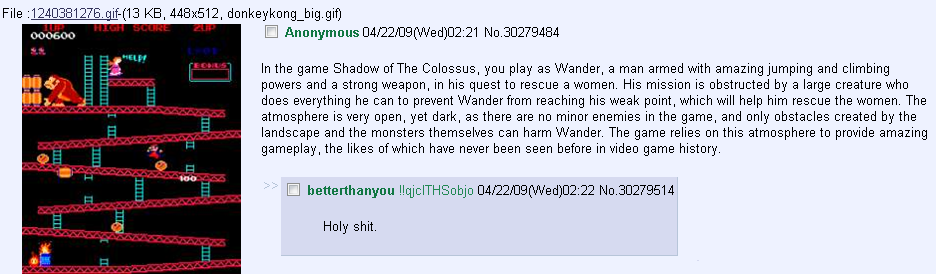 File :1240381276.gif-(13 KB, 448x512, donkeykong_big.gif)
1UP HIGH SCORE 2UP
000600
HELP!
BONUS
100
Anonymous 04/22/09(Wed)02:21 No.30279484
In the game Shadow of The Colossus, you play as Wander, a man armed with amazing jumping and climbing
powers and a strong weapon, in his quest to rescue a women. His mission is obstructed by a large creature who
does everything he can to prevent Wander from reaching his weak point, which will help him rescue the women. The
atmosphere is very open, yet dark, as there are no minor enemies in the game, and only obstacles created by the
landscape and the monsters themselves can harm Wander. The game relies on this atmosphere to provide amazing
gameplay, the likes of which have never been seen before in video game history.
>>
betterthanyou !!qjcITHSobjo 04/22/09(Wed)02:22 No.30279514
Holy shit.